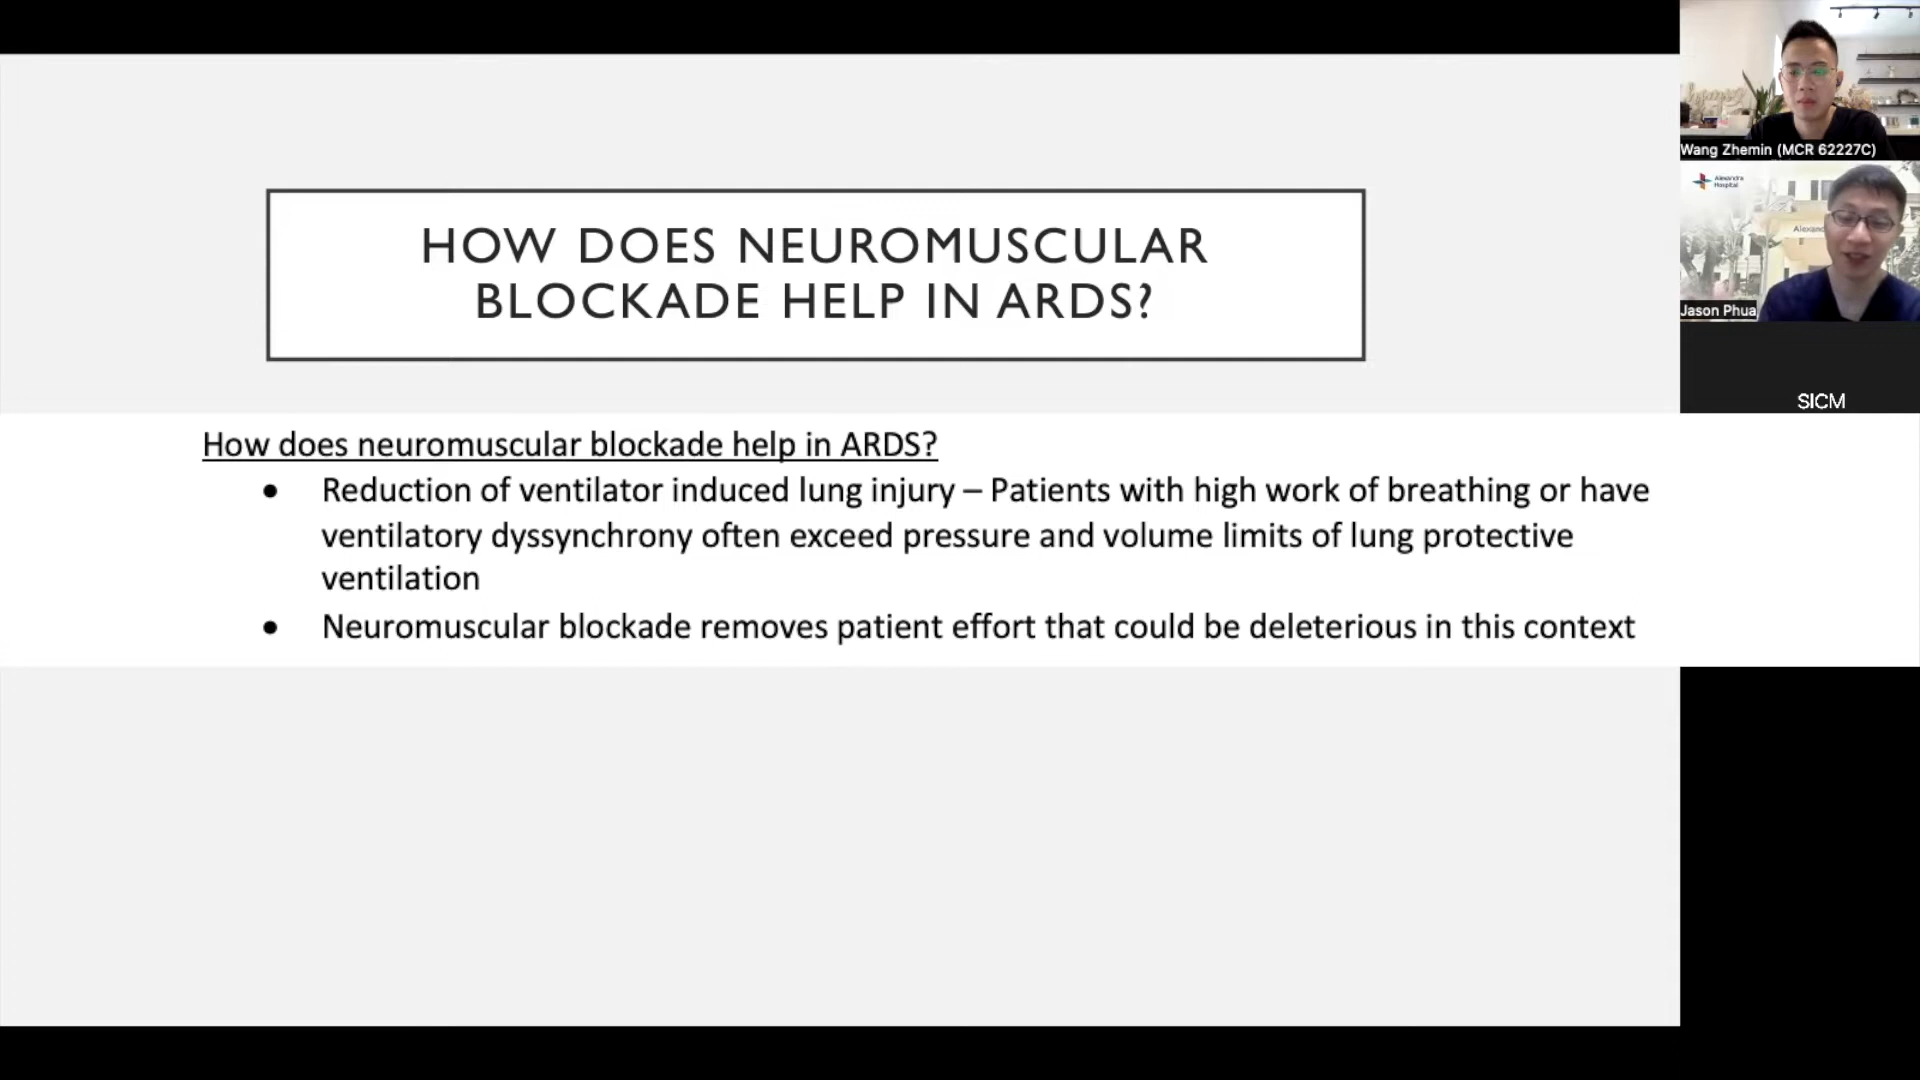 HOW DOES NEUROMUSCULAR
BLOCKADE HELP IN ARDS?
How does neuromuscular blockade help in ARDS?
• Reduction of ventilator induced lung injury – Patients with high work of breathing or have
ventilatory dyssynchrony often exceed pressure and volume limits of lung protective
ventilation
• Neuromuscular blockade removes patient effort that could be deleterious in this context
Wang Zhemin (MCR 62227C)
Alexandra
Hospital
Jason Phua
SICM